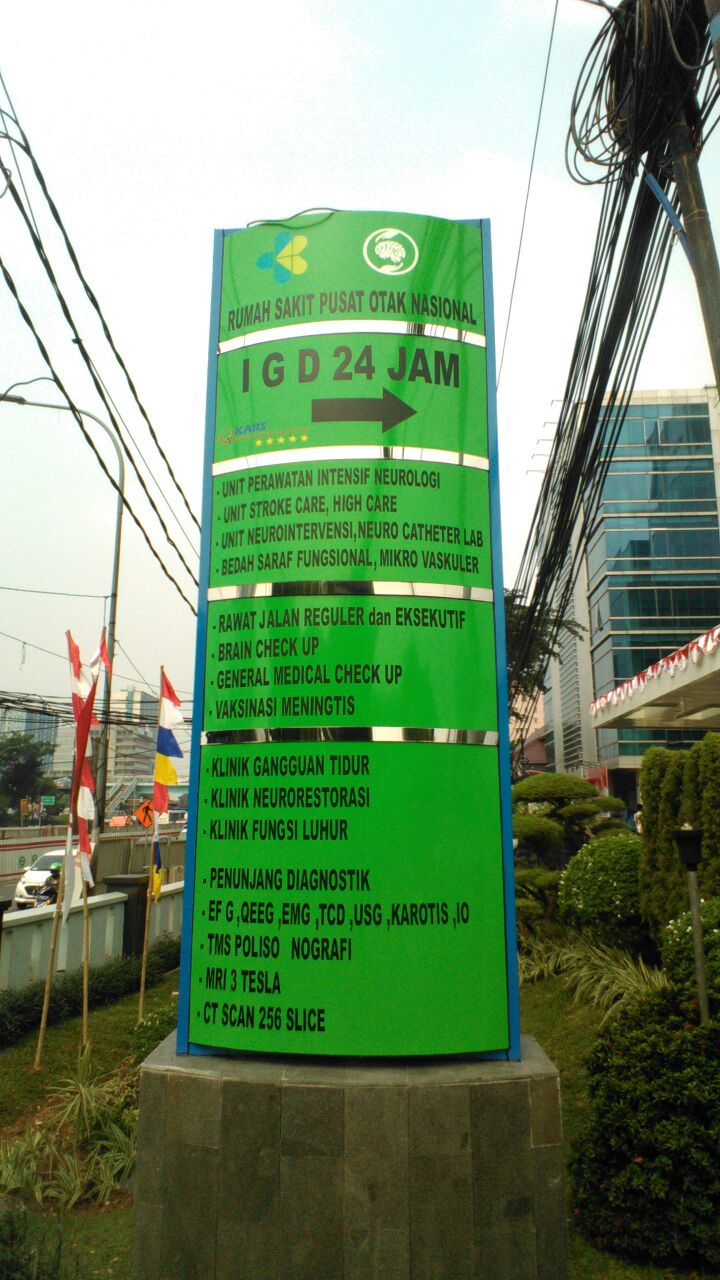 RUMAH SAKIT PUSAT OTAK NASIONAL
I G D 24 JAM
KARS
- UNIT PERAWATAN INTENSIF NEUROLOGI
- UNIT STROKE CARE, HIGH CARE
- UNIT NEUROINTERVENSI,NEURO CATHETER LAB
- BEDAH SARAF FUNGSIONAL, MIKRO VASKULER
- RAWAT JALAN REGULER dan EKSEKUTIF
- BRAIN CHECK UP
- GENERAL MEDICAL CHECK UP
- VAKSINASI MENINGTIS
- KLINIK GANGGUAN TIDUR
- KLINIK NEURORESTORASI
- KLINIK FUNGSI LUHUR
- PENUNJANG DIAGNOSTIK
- EF G ,QEEG ,EMG ,TCD ,USG ,KAROTIS ,IO
- TMS POLISO NOGRAFI
- MRI 3 TESLA
- CT SCAN 256 SLICE